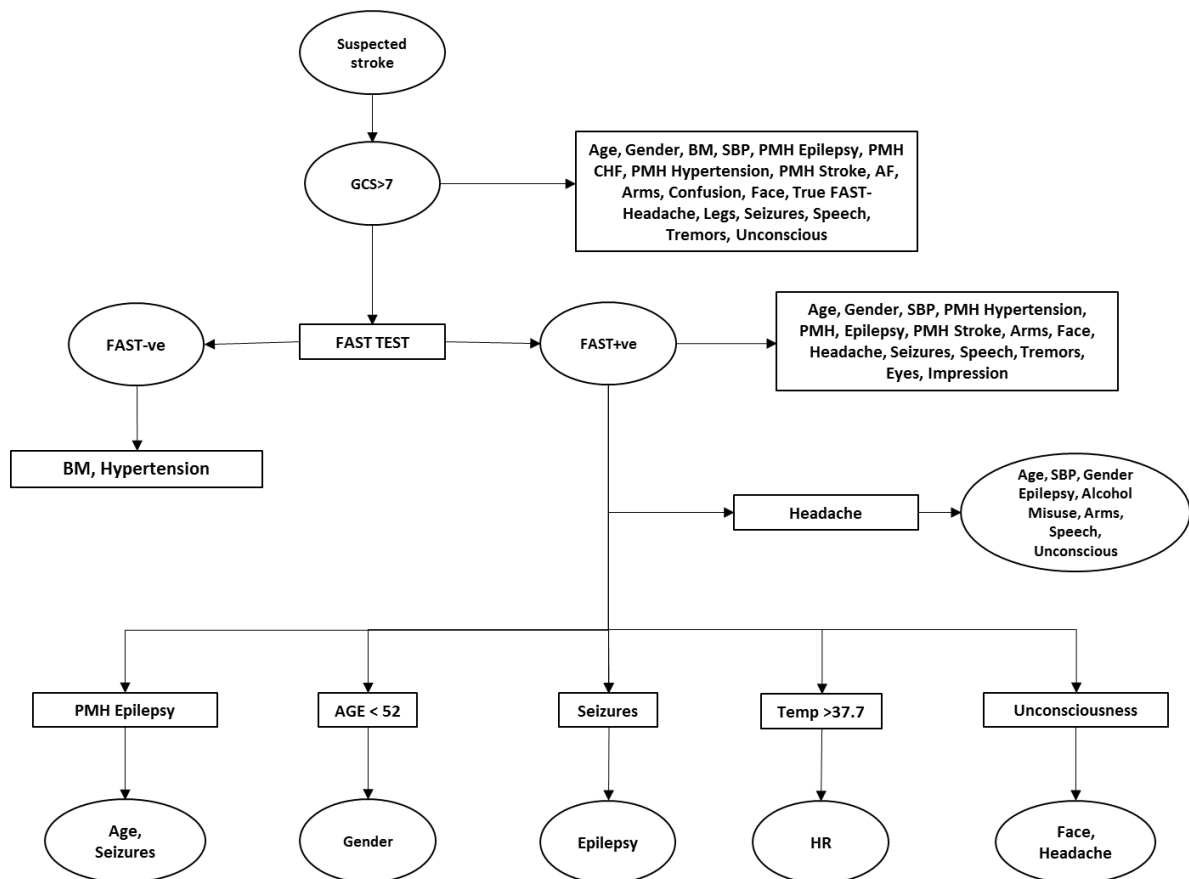 Suspected
stroke
GCS>7
Age, Gender, BM, SBP, PMH Epilepsy, PMH
CHF, PMH Hypertension, PMH Stroke, AF,
Arms, Confusion, Face, True FAST-
Headache, Legs, Seizures, Speech,
Tremors, Unconscious
FAST-ve
FAST TEST
FAST+ve
Age, Gender, SBP, PMH Hypertension,
PMH, Epilepsy, PMH Stroke, Arms, Face,
Headache, Seizures, Speech, Tremors,
Eyes, Impression
BM, Hypertension
Headache
Age, SBP, Gender
Epilepsy, Alcohol
Misuse, Arms,
Speech,
Unconscious
PMH Epilepsy
AGE < 52
Seizures
Temp >37.7
Unconsciousness
Age,
Seizures
Gender
Epilepsy
HR
Face,
Headache